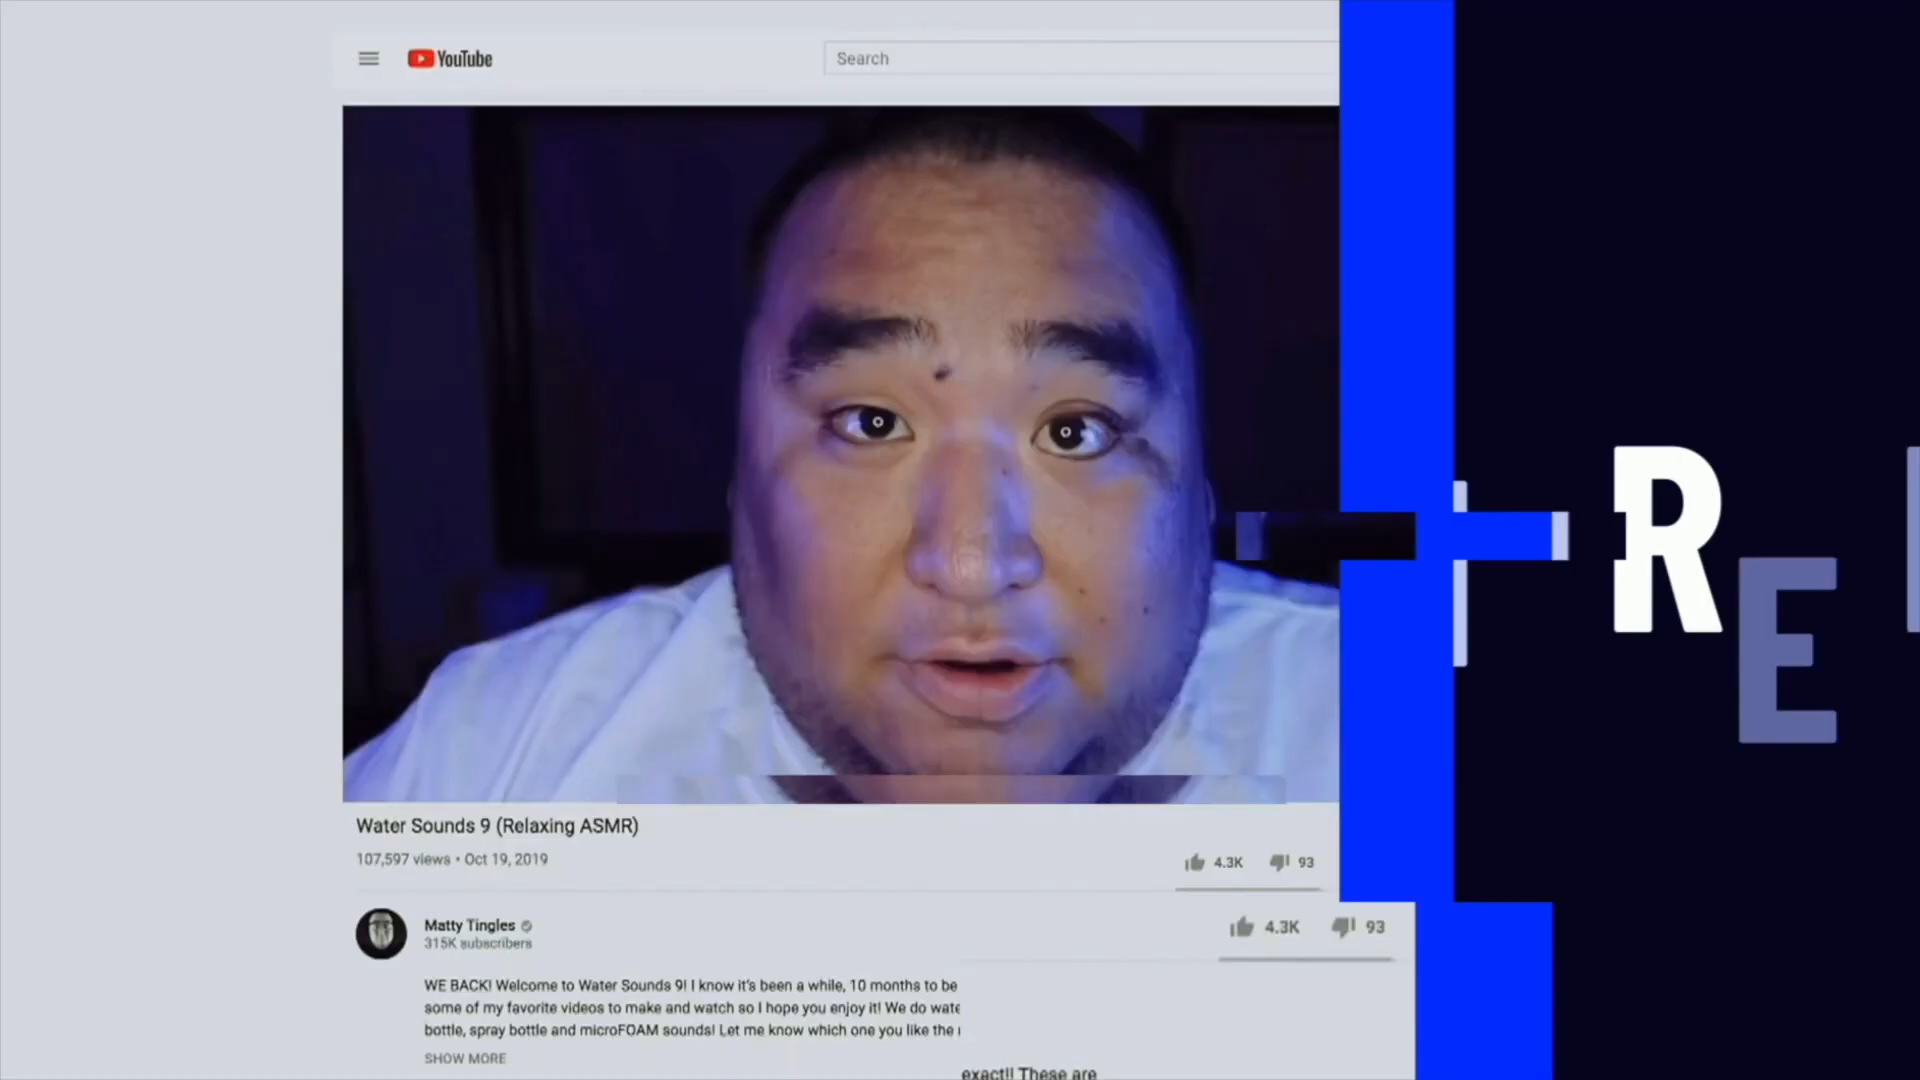 YouTube
Search
Water Sounds 9 (Relaxing ASMR)
107,597 views • Oct 19, 2019
4.3K 93
Matty Tingles
315K subscribers
4.3K 93
WE BACK! Welcome to Water Sounds 9! I know it's been a while, 10 months to be
some of my favorite videos to make and watch so I hope you enjoy it! We do wate
bottle, spray bottle and microFOAM sounds! Let me know which one you like the
SHOW MORE
exact!! These are
R
E